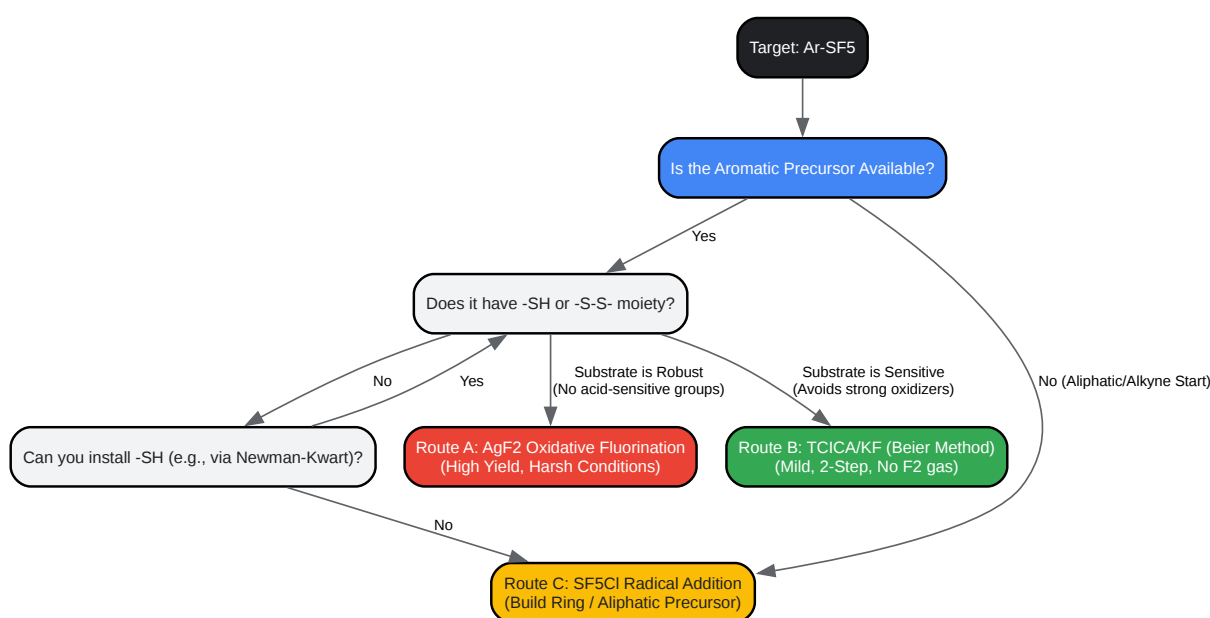 Target: Ar-SF5
Is the Aromatic Precursor Available?
Yes
Does it have -SH or -S-S- moiety?
No
Yes
Substrate is Robust
(No acid-sensitive groups)
Substrate is Sensitive
(Avoids strong oxidizers)
No (Aliphatic/Alkyne Start)
Can you install -SH (e.g., via Newman-Kwart)?
Route A: AgF2 Oxidative Fluorination
(High Yield, Harsh Conditions)
Route B: TCICA/KF (Beier Method)
(Mild, 2-Step, No F2 gas)
No
Route C: SF5Cl Radical Addition
(Build Ring / Aliphatic Precursor)